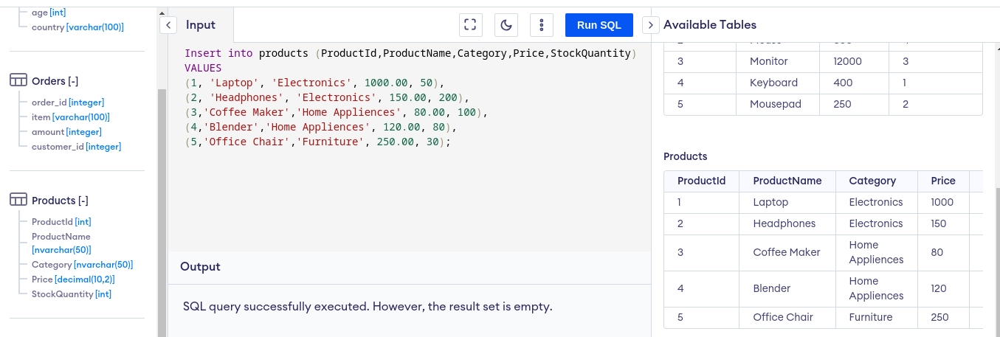 age [int]
country [varchar(100)]
Orders [-]
order_id [integer]
item [varchar(100)]
amount [integer]
customer_id [integer]
Products [-]
ProductId [int]
ProductName
[nvarchar(50)]
Category [nvarchar(50)]
Price [decimal(10,2)]
StockQuantity [int]
Input
Run SQL
Insert into products (ProductId,ProductName,Category,Price,StockQuantity)
VALUES
(1, 'Laptop', 'Electronics', 1000.00, 50),
(2, 'Headphones', 'Electronics', 150.00, 200),
(3,'Coffee Maker','Home Appliences', 80.00, 100),
(4,'Blender','Home Appliences', 120.00, 80),
(5,'Office Chair','Furniture', 250.00, 30);
Output
SQL query successfully executed. However, the result set is empty.
Available Tables
3 Monitor 12000 3
4 Keyboard 400 1
5 Mousepad 250 2
Products
ProductId ProductName Category Price
1 Laptop Electronics 1000
2 Headphones Electronics 150
3 Coffee Maker Home Appliences 80
4 Blender Home Appliences 120
5 Office Chair Furniture 250